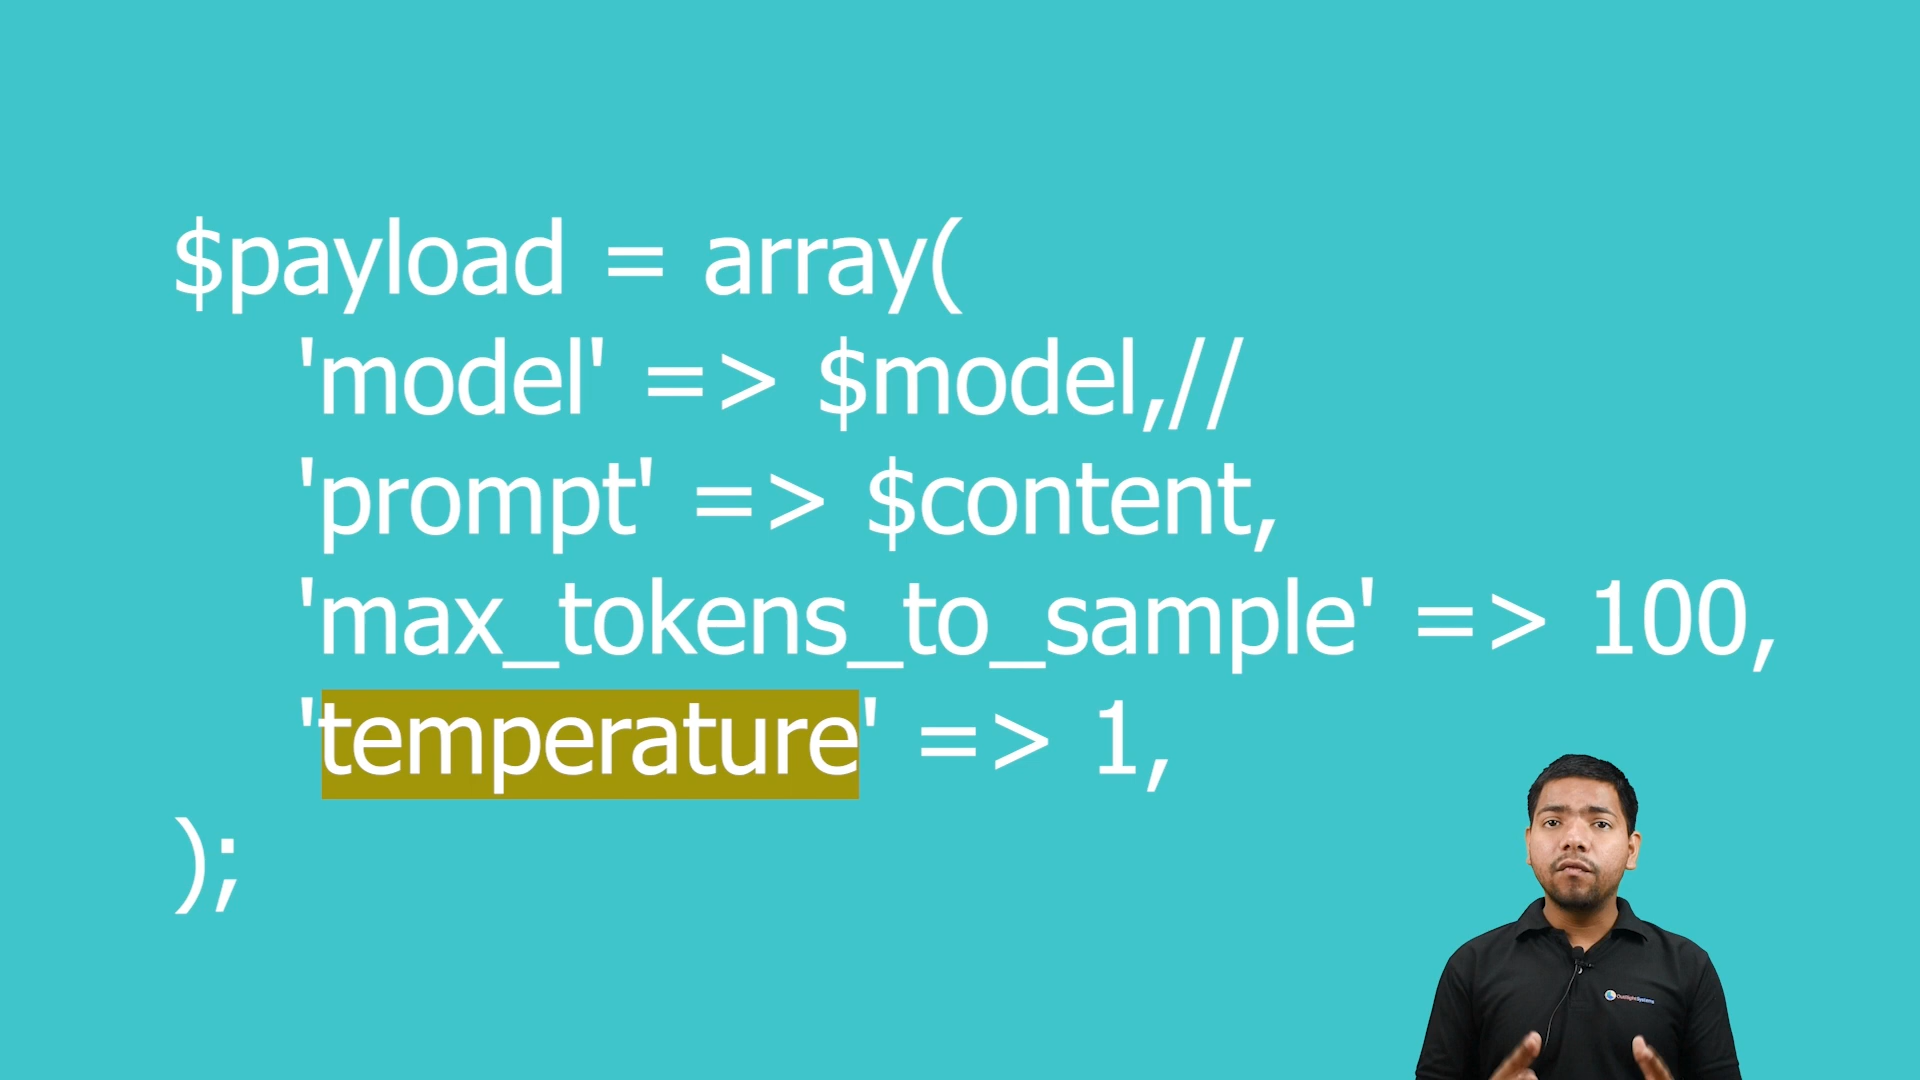 $payload = array(
'model' => $model,//
'prompt' => $content,
'max_tokens_to_sample' => 100,
'temperature' => 1,
);